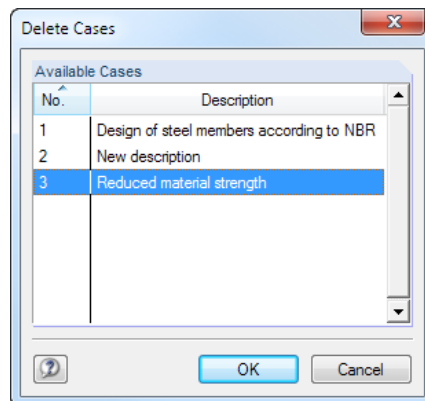 Delete Cases
Available Cases
No. Description
1 Design of steel members according to NBR
2 New description
3 Reduced material strength
OK Cancel